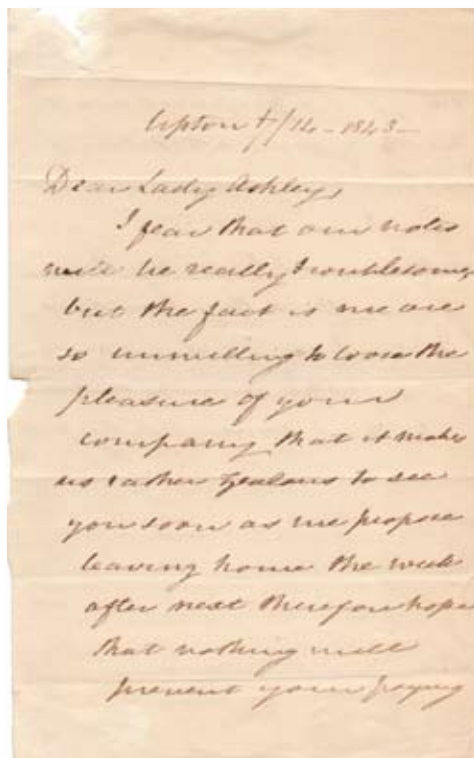 Upton 7/14 - 1843 -
Dear Lady Ashley,
I fear that our notes
will be really troublesome
but the fact is we are
so unwilling to loose the
pleasure of your
company that it makes
us rather zealous to see
you soon as we propose
leaving home the week
after next therefore hope
that nothing will
prevent your paying